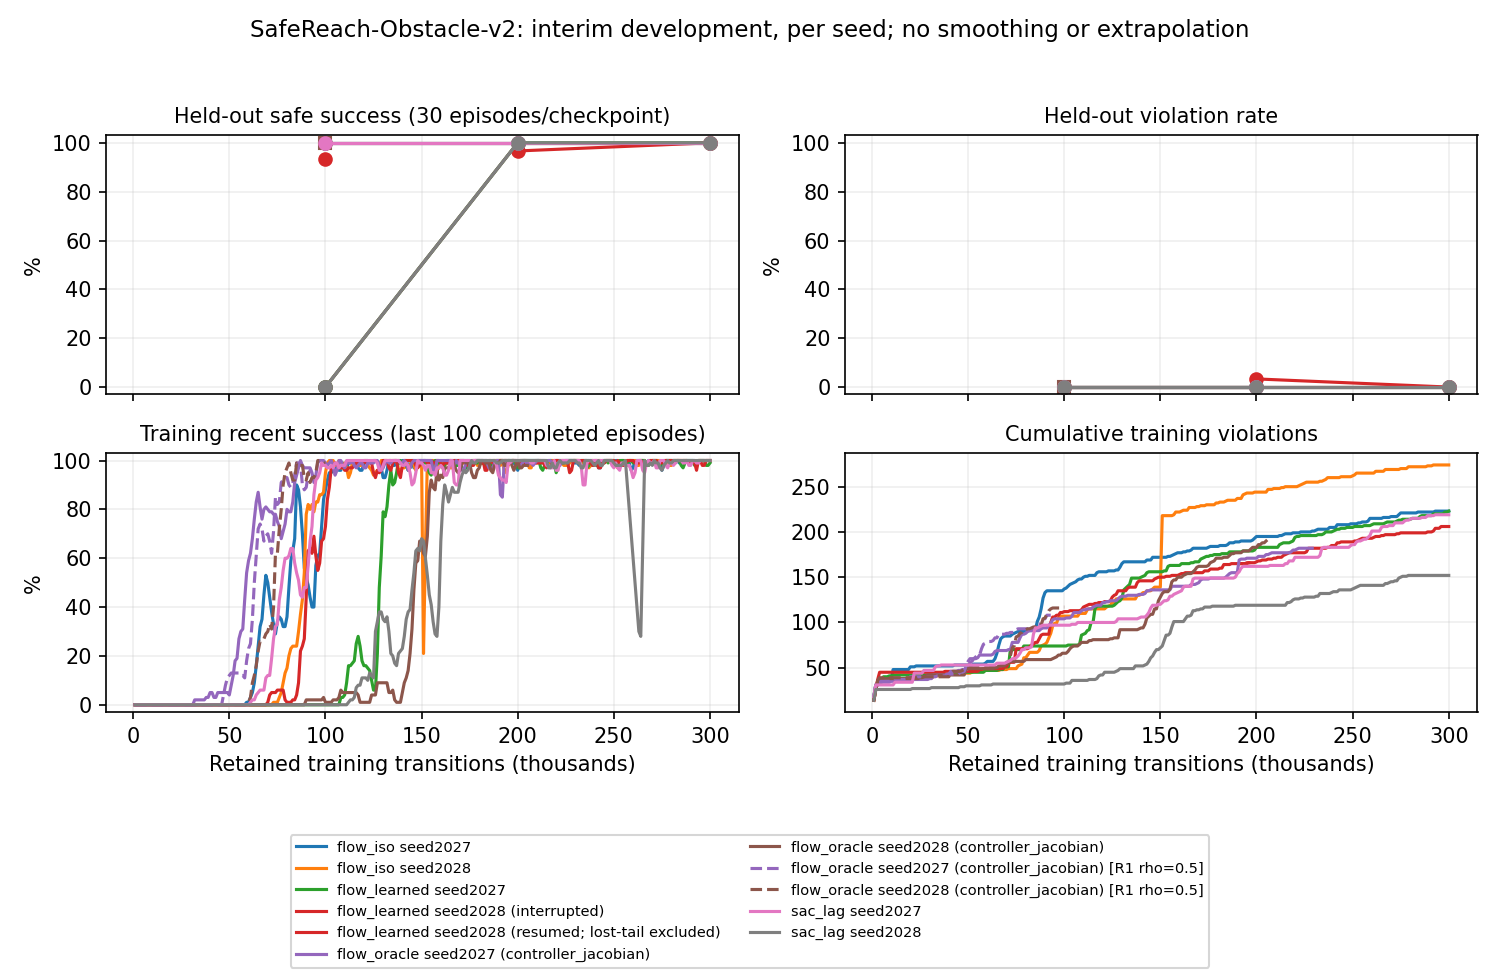 SafeReach-Obstacle-v2: interim development, per seed; no smoothing or extrapolation
Held-out safe success (30 episodes/checkpoint)
100
80
60
40
20
0
%
Held-out violation rate
100
80
60
40
20
0
%
Training recent success (last 100 completed episodes)
100
80
60
40
20
0
%
0 50 100 150 200 250 300
Retained training transitions (thousands)
Cumulative training violations
250
200
150
100
50
0 50 100 150 200 250 300
Retained training transitions (thousands)
flow_iso seed2027
flow_iso seed2028
flow_learned seed2027
flow_learned seed2028 (interrupted)
flow_learned seed2028 (resumed; lost-tail excluded)
flow_oracle seed2027 (controller_jacobian)
flow_oracle seed2028 (controller_jacobian)
flow_oracle seed2027 (controller_jacobian) [R1 rho=0.5]
flow_oracle seed2028 (controller_jacobian) [R1 rho=0.5]
sac_lag seed2027
sac_lag seed2028